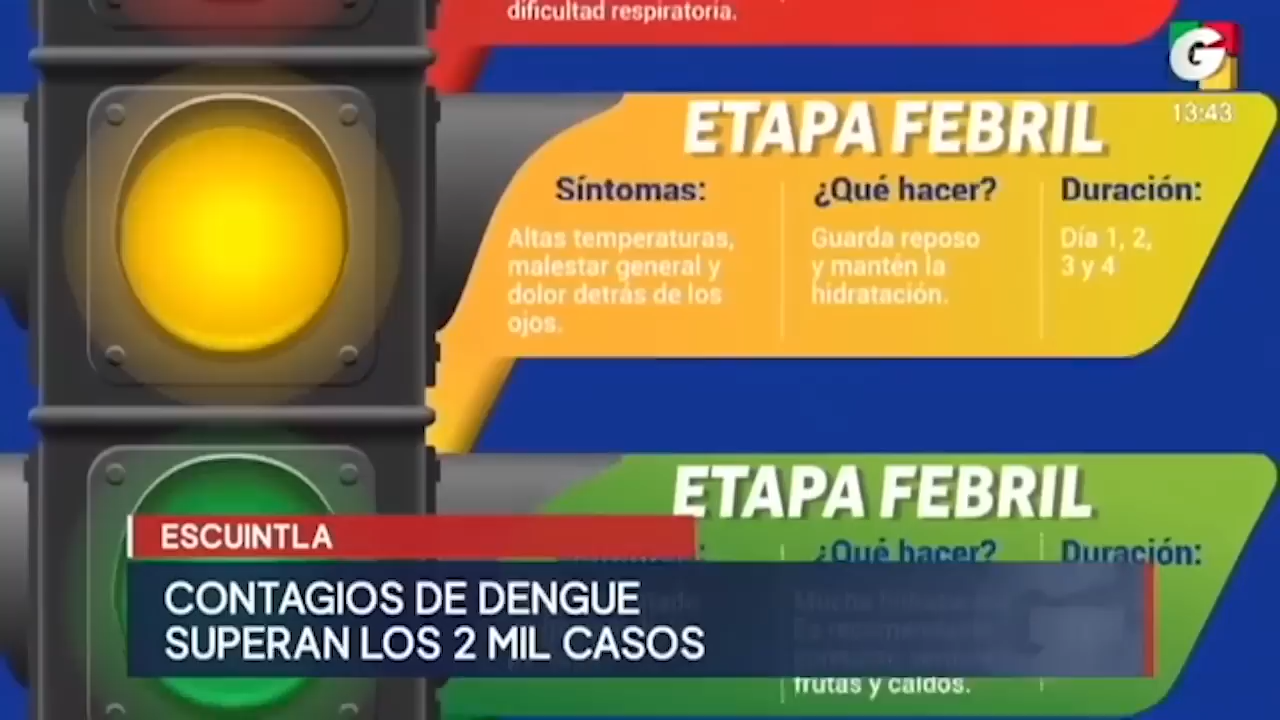 dificultad respiratoria.
G
13:43
ETAPA FEBRIL
Síntomas:
Altas temperaturas,
malestar general y
dolor detrás de los
ojos.
¿Qué hacer?
Guarda reposo
y mantén la
hidratación.
Duración:
Día 1, 2,
3 y 4
ETAPA FEBRIL
¿Qué hacer?
Duración:
frutas y caldos.
ESCUINTLA
CONTAGIOS DE DENGUE
SUPERAN LOS 2 MIL CASOS